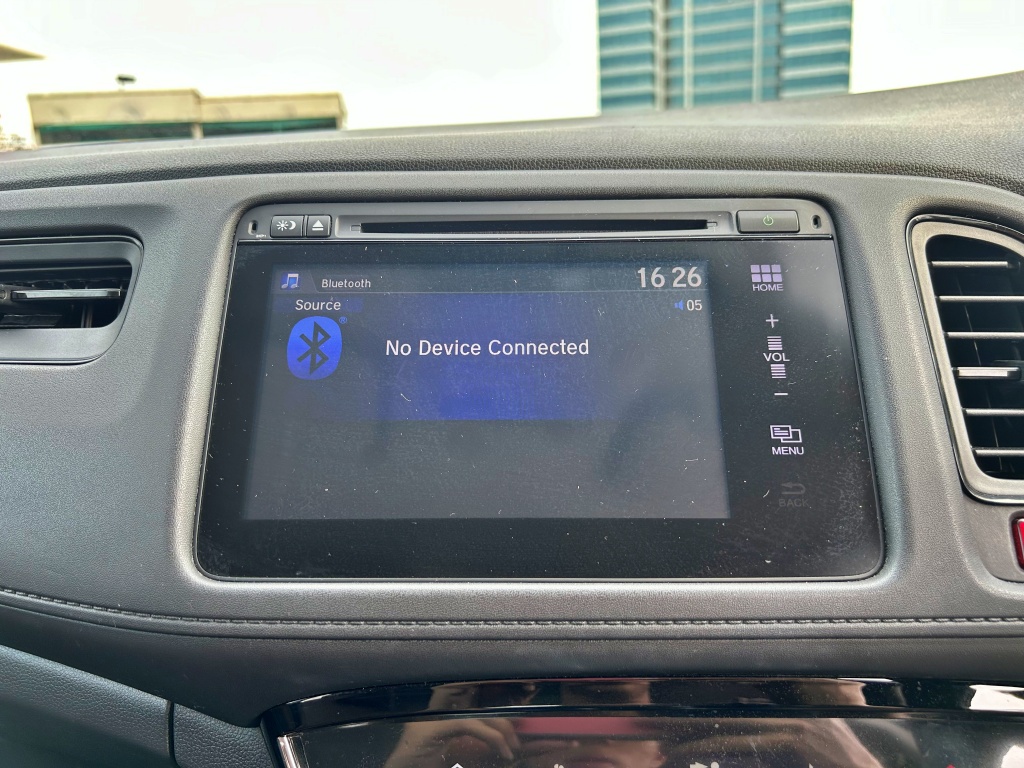 Bluetooth
16 26
Source
05
No Device Connected
HOME
+
VOL
−
MENU
BACK